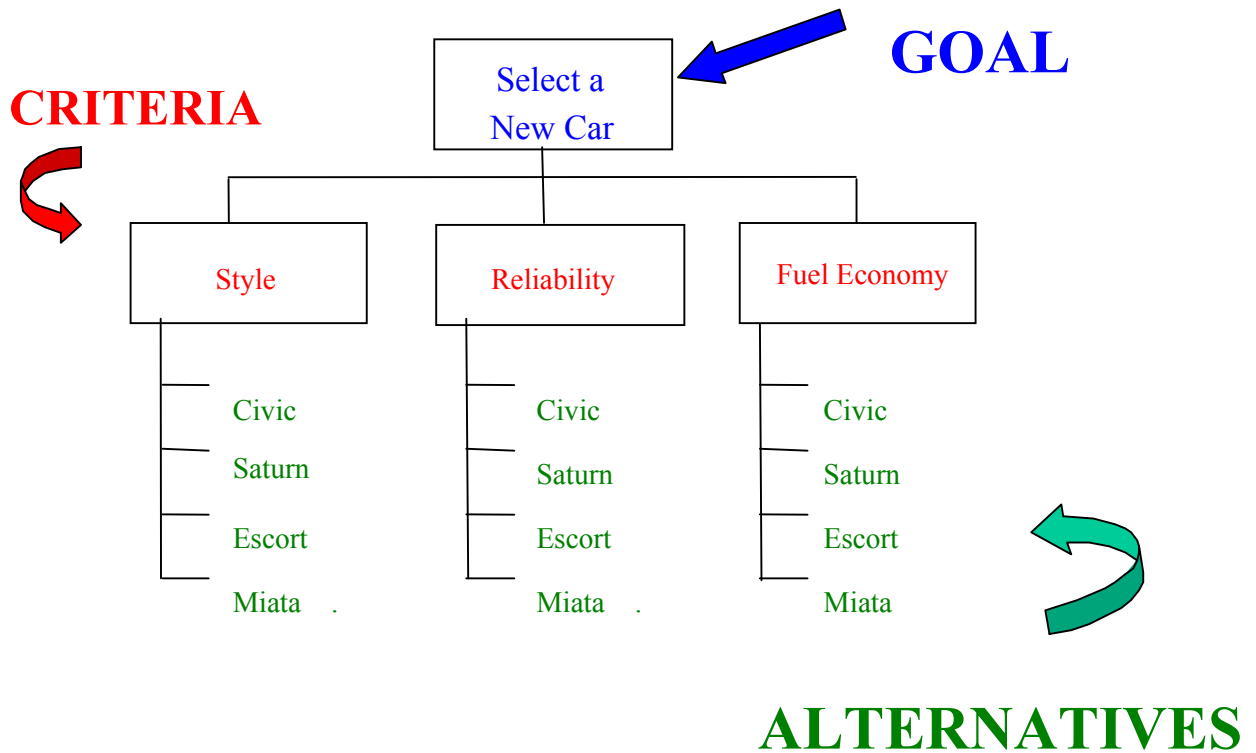 GOAL
Select a
New Car
CRITERIA
Style
Reliability
Fuel Economy
Civic
Saturn
Escort
Miata .
Civic
Saturn
Escort
Miata .
Civic
Saturn
Escort
Miata
ALTERNATIVES